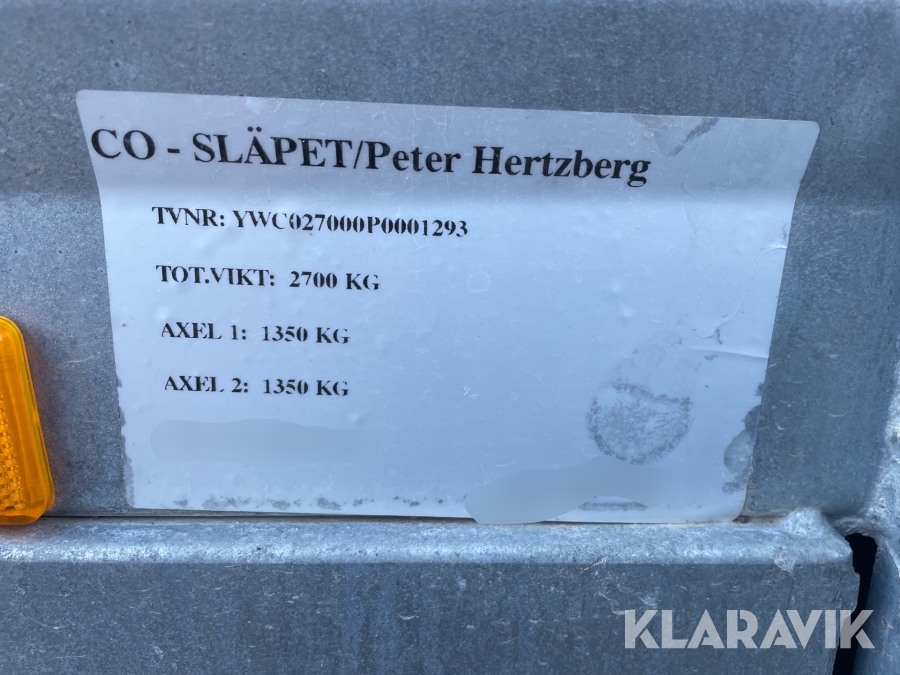 CO - SLÄPET/Peter Hertzberg
TVNR: YWC027000P0001293
TOT.VIKT: 2700 KG
AXEL 1: 1350 KG
AXEL 2: 1350 KG
KLARAVIK